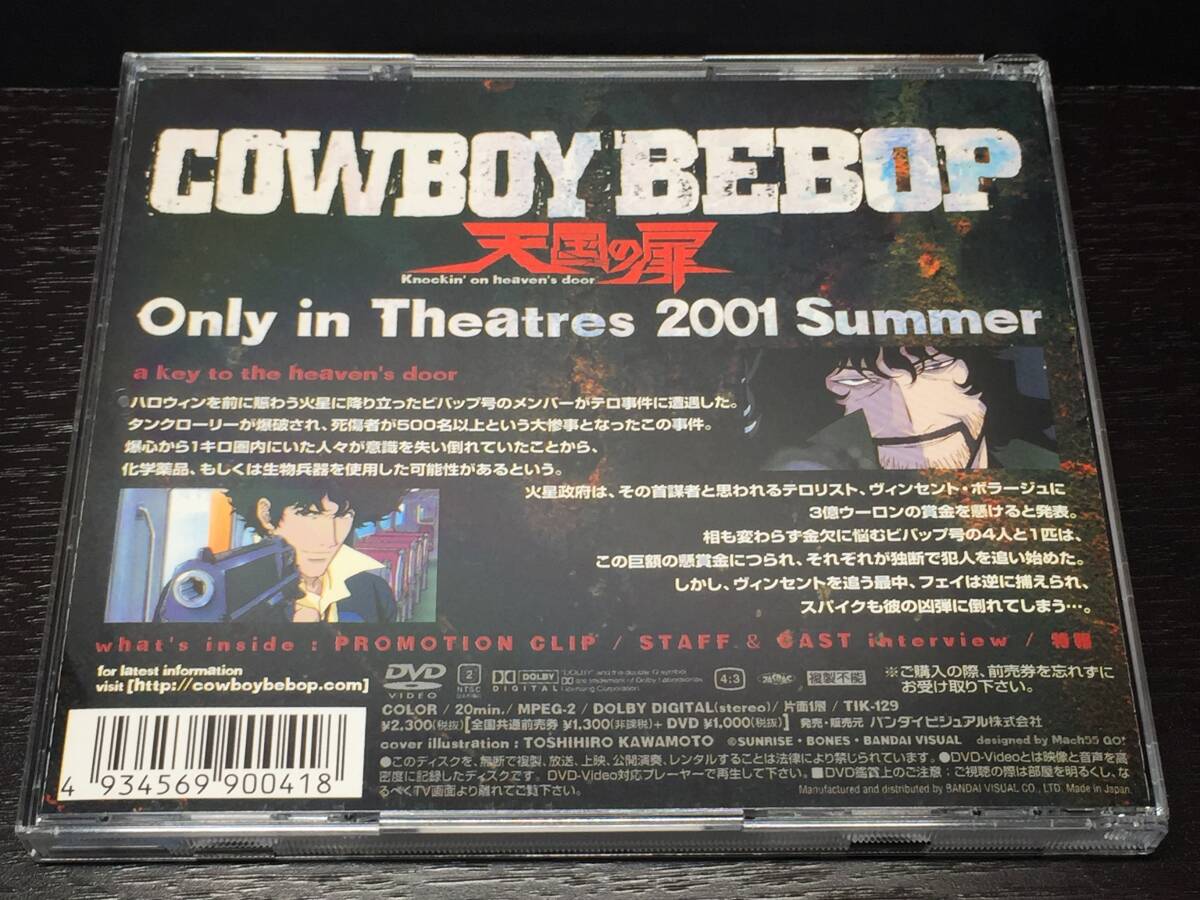 COWBOY BEBOP
天国の扉
Knockin' on heaven's door
Only in Theatres 2001 Summer
a key to the heaven's door
ハロウィンを前に賑わう火星に降り立ったビバップ号のメンバーがテロ事件に遭遇した。
タンクローリーが爆破され、死傷者が500名以上という大惨事となったこの事件。
爆心から1キロ圏内にいた人々が意識を失い倒れていたことから、
化学薬品、もしくは生物兵器を使用した可能性があるという。
火星政府は、その首謀者と思われるテロリスト、ヴィンセント・ボラージュに
3億ウーロンの賞金を懸けると発表。
相も変わらず金欠に悩むビバップ号の4人と1匹は、
この巨額の懸賞金につられ、それぞれが独断で犯人を追い始めた。
しかし、ヴィンセントを追う最中、フェイは逆に捕えられ、
スパイクも彼の凶弾に倒れてしまう…。
what's inside : PROMOTION CLIP / STAFF & CAST interview / 特報
for latest information
visit [http://cowboybebop.com]
DVD
VIDEO
2
NTSC
DOLBY
DIGITAL
"DOLBY" and the double D symbol
are trademarks of Dolby Laboratories
Licensing Corporation.
4:3
複製不能
※ご購入の際、前売券を忘れずに
お受け取り下さい。
COLOR / 20min. / MPEG-2 / DOLBY DIGITAL(stereo) / 片面1層 / TIK-129
¥2,300(税抜)[全国共通前売券 ¥1,300(非課税)+ DVD ¥1,000(税抜)] 発売・販売元 バンダイビジュアル株式会社
cover illustration : TOSHIHIRO KAWAMOTO ©SUNRISE・BONES・BANDAI VISUAL designed by Mach55 GO!
●このディスクを、無断で複製、放送、上映、公開演奏、レンタルすることは法律により禁じられています。●DVD-Videoとは映像と音声を高
密度に記録したディスクです。DVD-Video対応プレーヤーで再生して下さい。■DVD鑑賞上のご注意：ご視聴の際は部屋を明るくし、な
るべくTV画面より離れてご覧下さい。
Manufactured and distributed by BANDAI VISUAL CO., LTD. Made in Japan.
4 934569 900418